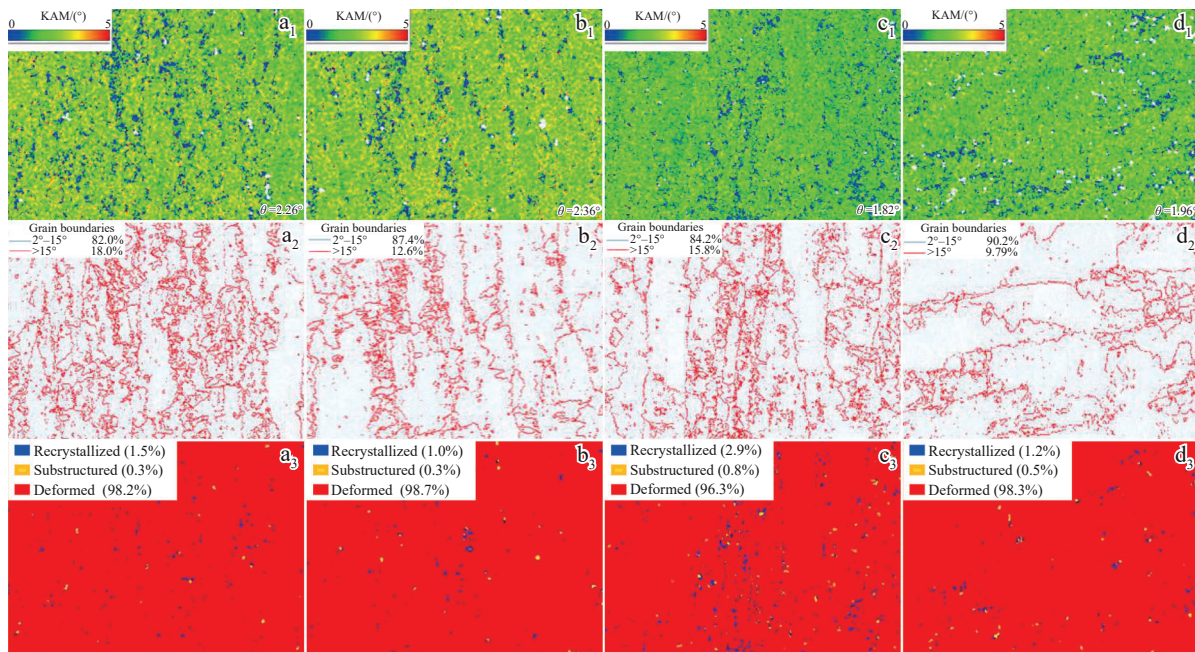 KAM/(°)
0 5
a1
θ=2.26°
KAM/(°)
0 5
b1
θ=2.36°
KAM/(°)
0 5
c1
θ=1.82°
KAM/(°)
0 5
d1
θ=1.96°
Grain boundaries
2°–15° 82.0%
>15° 18.0%
a2
Grain boundaries
2°–15° 87.4%
>15° 12.6%
b2
Grain boundaries
2°–15° 84.2%
>15° 15.8%
c2
Grain boundaries
2°–15° 90.2%
>15° 9.79%
d2
Recrystallized (1.5%)
Substructured (0.3%)
Deformed (98.2%)
a3
Recrystallized (1.0%)
Substructured (0.3%)
Deformed (98.7%)
b3
Recrystallized (2.9%)
Substructured (0.8%)
Deformed (96.3%)
c3
Recrystallized (1.2%)
Substructured (0.5%)
Deformed (98.3%)
d3